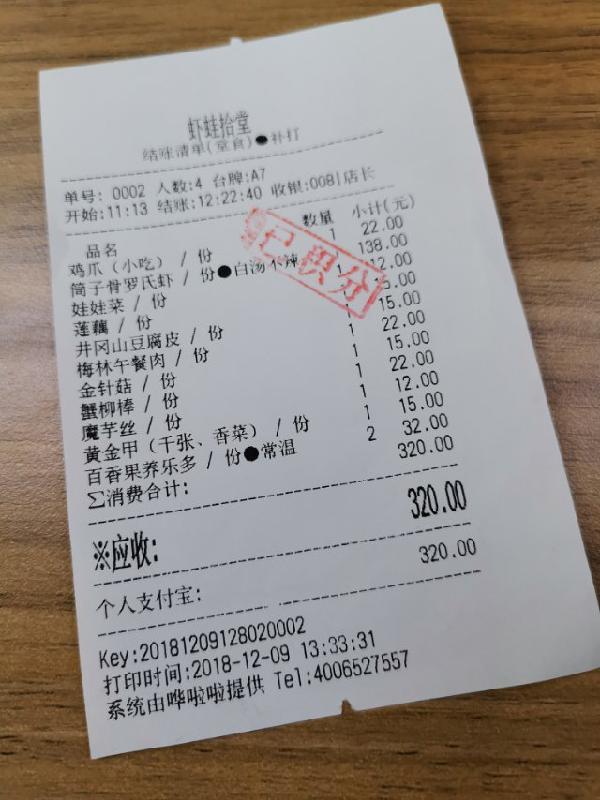 虾蛙拾堂
结账清单(堂食)●补打
单号: 0002 人数:4 台牌:A7
开始:11:13 结账:12:22:40 收银:008|店长
品名 数量 小计(元)
鸡爪（小吃） / 份 1 22.00
筒子骨罗氏虾 / 份●白汤不辣 138.00
娃娃菜 / 份 12.00
莲藕 / 份 5.00
井冈山豆腐皮 / 份 15.00
梅林午餐肉 / 份 1 22.00
金针菇 / 份 1 15.00
蟹柳棒 / 份 1 22.00
魔芋丝 / 份 1 12.00
黄金甲（千张、香菜） / 份 1 15.00
百香果养乐多 / 份●常温 2 32.00
∑消费合计: 320.00
※应收: 320.00
个人支付宝: 320.00
Key:20181209128020002
打印时间:2018-12-09 13:33:31
系统由哗啦啦提供 Tel:4006527557
已积分